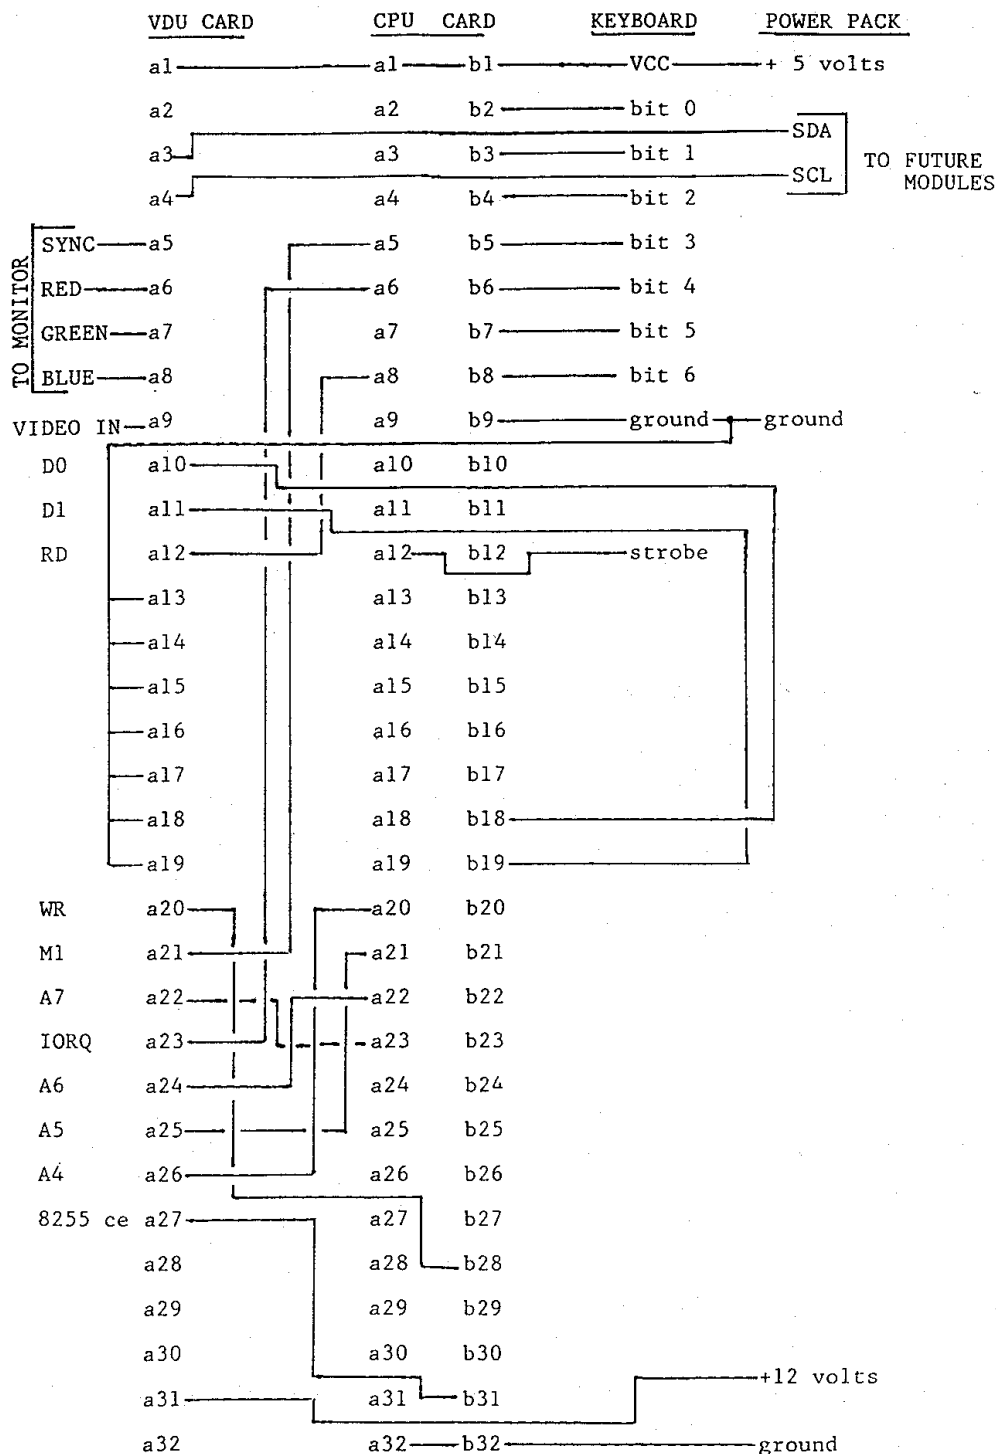 VDU CARD CPU CARD KEYBOARD POWER PACK
a1 a1 b1 VCC + 5 volts
a2 a2 b2 bit 0
SDA
a3 a3 b3 bit 1
TO FUTURE
MODULES
SCL
a4 a4 b4 bit 2
TO MONITOR
SYNC a5 a5 b5 bit 3
RED a6 a6 b6 bit 4
GREEN a7 a7 b7 bit 5
BLUE a8 a8 b8 bit 6
VIDEO IN a9 a9 b9 ground ground
D0 a10 a10 b10
D1 a11 a11 b11
RD a12 a12 b12 strobe
a13 a13 b13
a14 a14 b14
a15 a15 b15
a16 a16 b16
a17 a17 b17
a18 a18 b18
a19 a19 b19
WR a20 a20 b20
M1 a21 a21 b21
A7 a22 a22 b22
IORQ a23 a23 b23
A6 a24 a24 b24
A5 a25 a25 b25
A4 a26 a26 b26
8255 ce a27 a27 b27
a28 a28 b28
a29 a29 b29
a30 a30 b30
+12 volts
a31 a31 b31
a32 a32 b32 ground